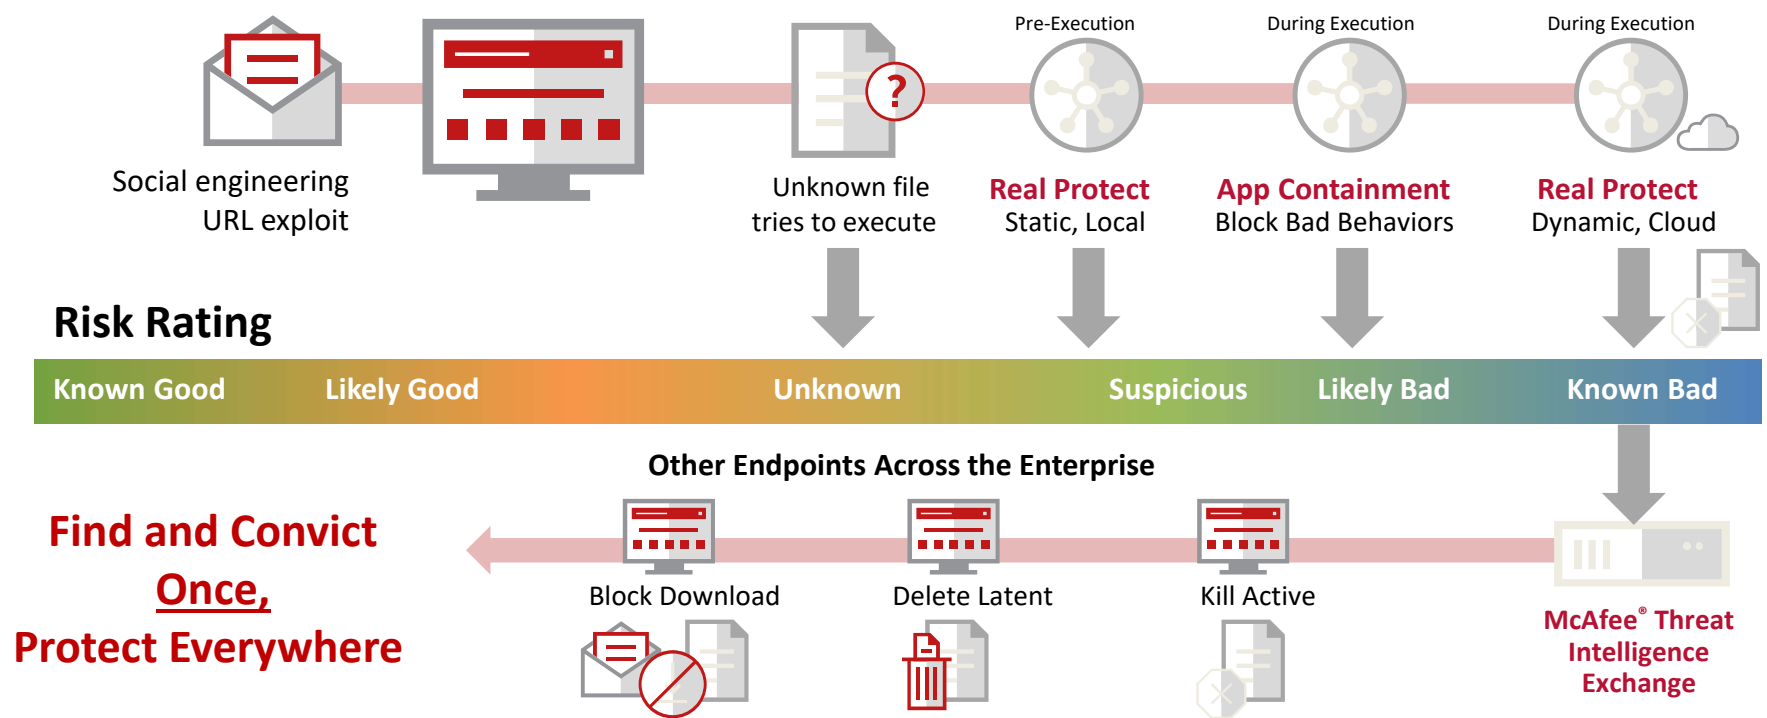 Pre-Execution
During Execution
During Execution
?
Social engineering
URL exploit
Unknown file
tries to execute
Real Protect
Static, Local
App Containment
Block Bad Behaviors
Real Protect
Dynamic, Cloud
Risk Rating
Known Good
Likely Good
Unknown
Suspicious
Likely Bad
Known Bad
Other Endpoints Across the Enterprise
Find and Convict
Once,
Protect Everywhere
Block Download
Delete Latent
Kill Active
McAfee® Threat
Intelligence
Exchange